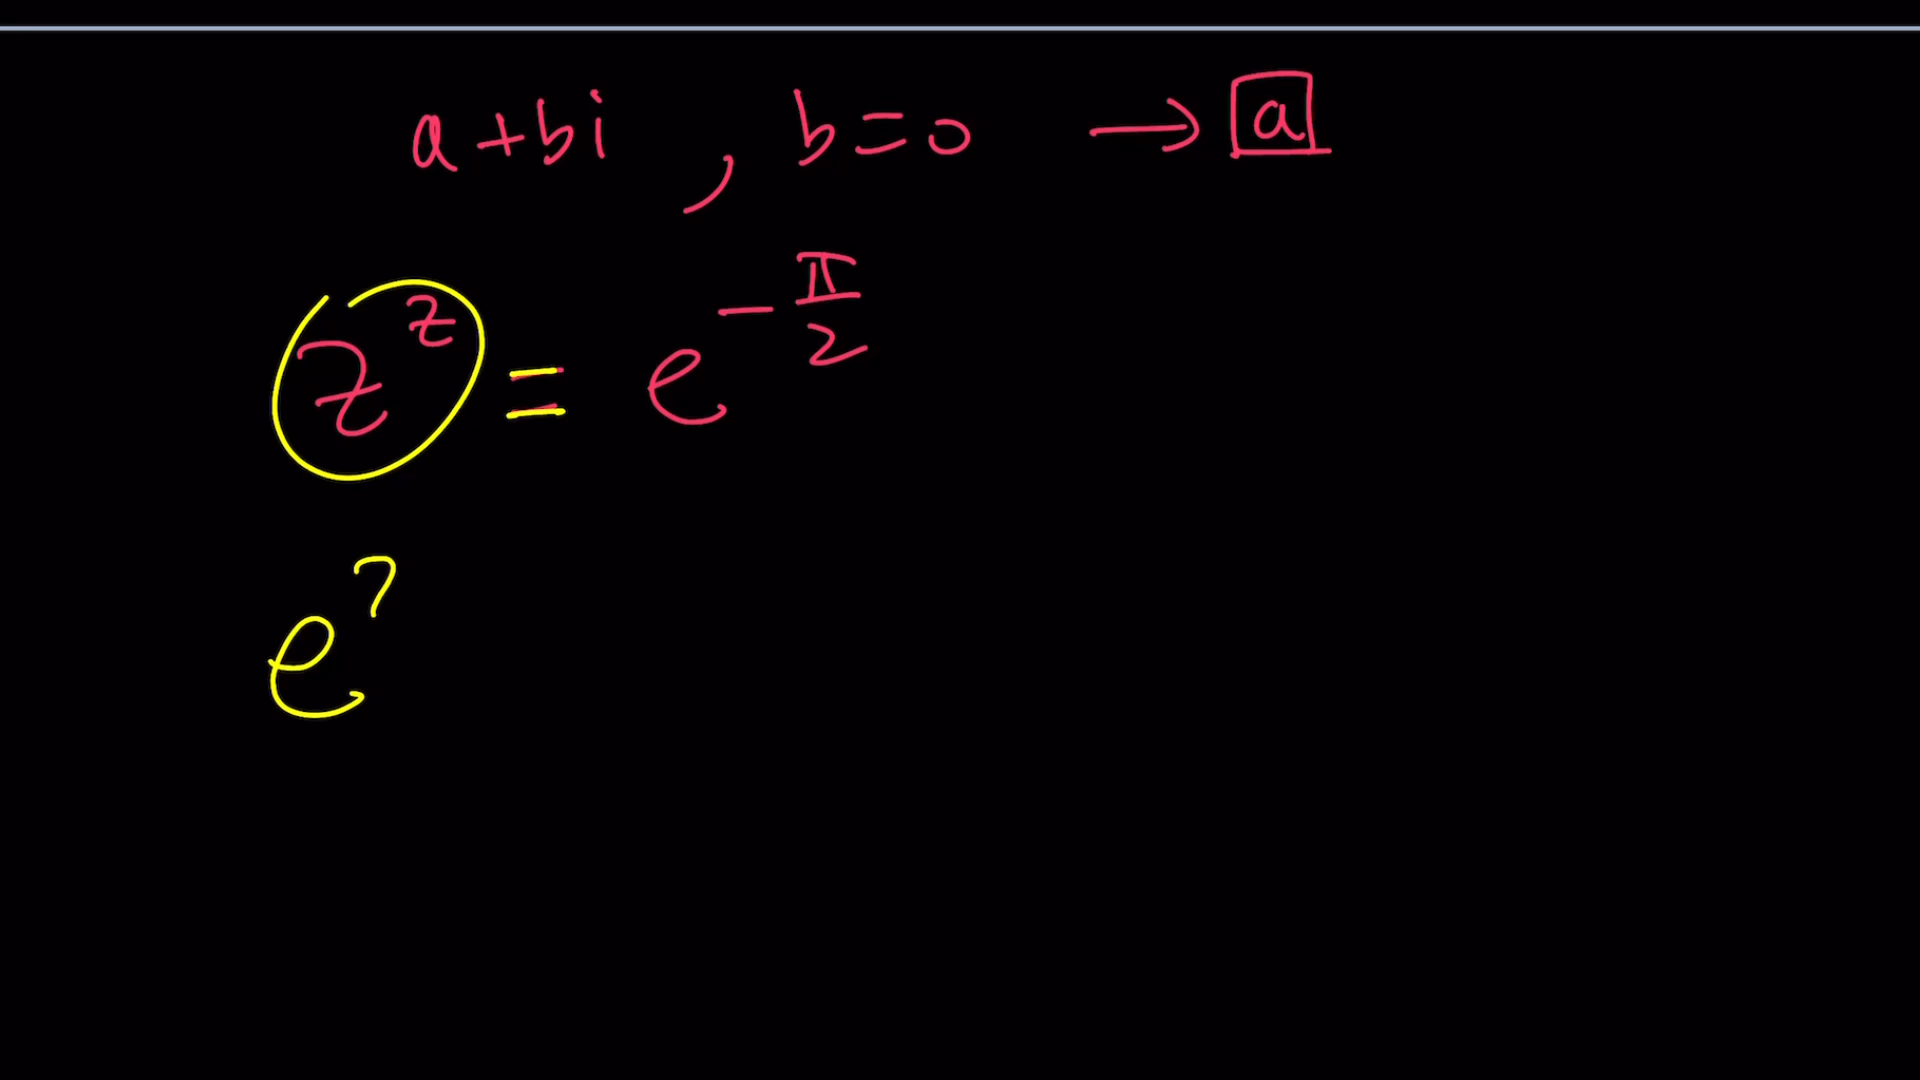 a+bi , b=0 → a
z^z = e^{-π/2}
e^?